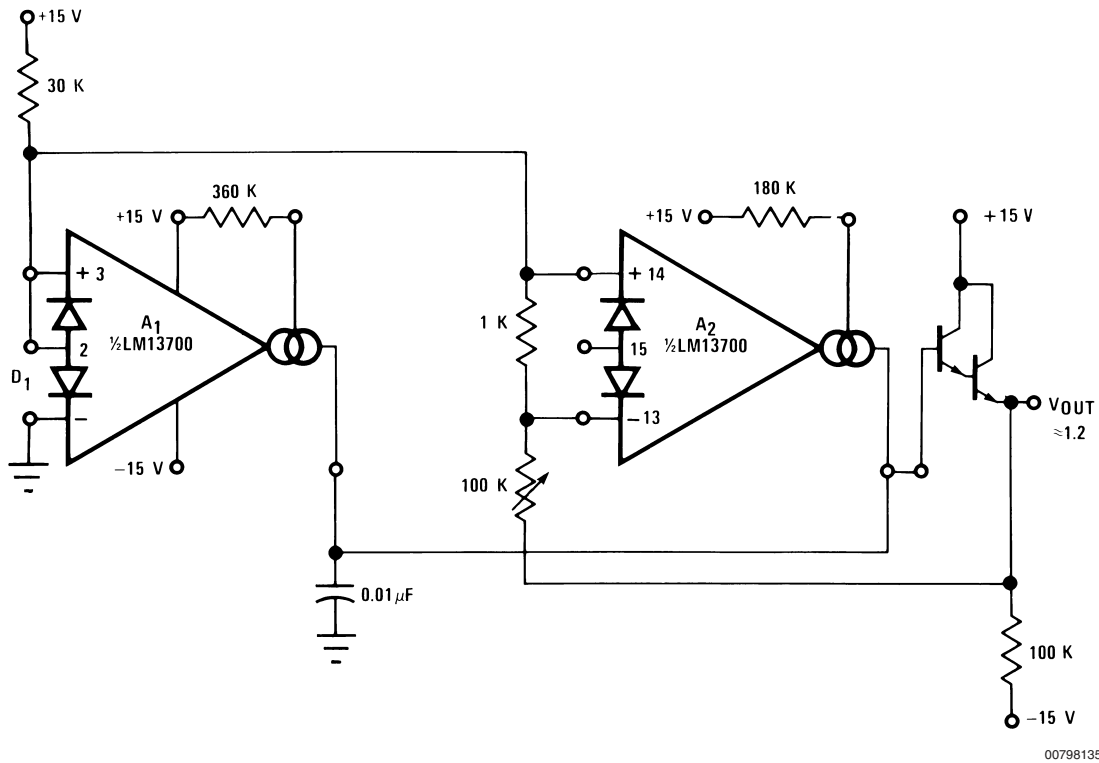 +15 V
30 K
360 K
+15 V
180 K
+15 V
+15 V
+ 3
A1
½LM13700
2
D1
−
−15 V
1 K
+ 14
A2
½LM13700
15
−13
VOUT
≈1.2
100 K
0.01 μF
100 K
−15 V
00798135